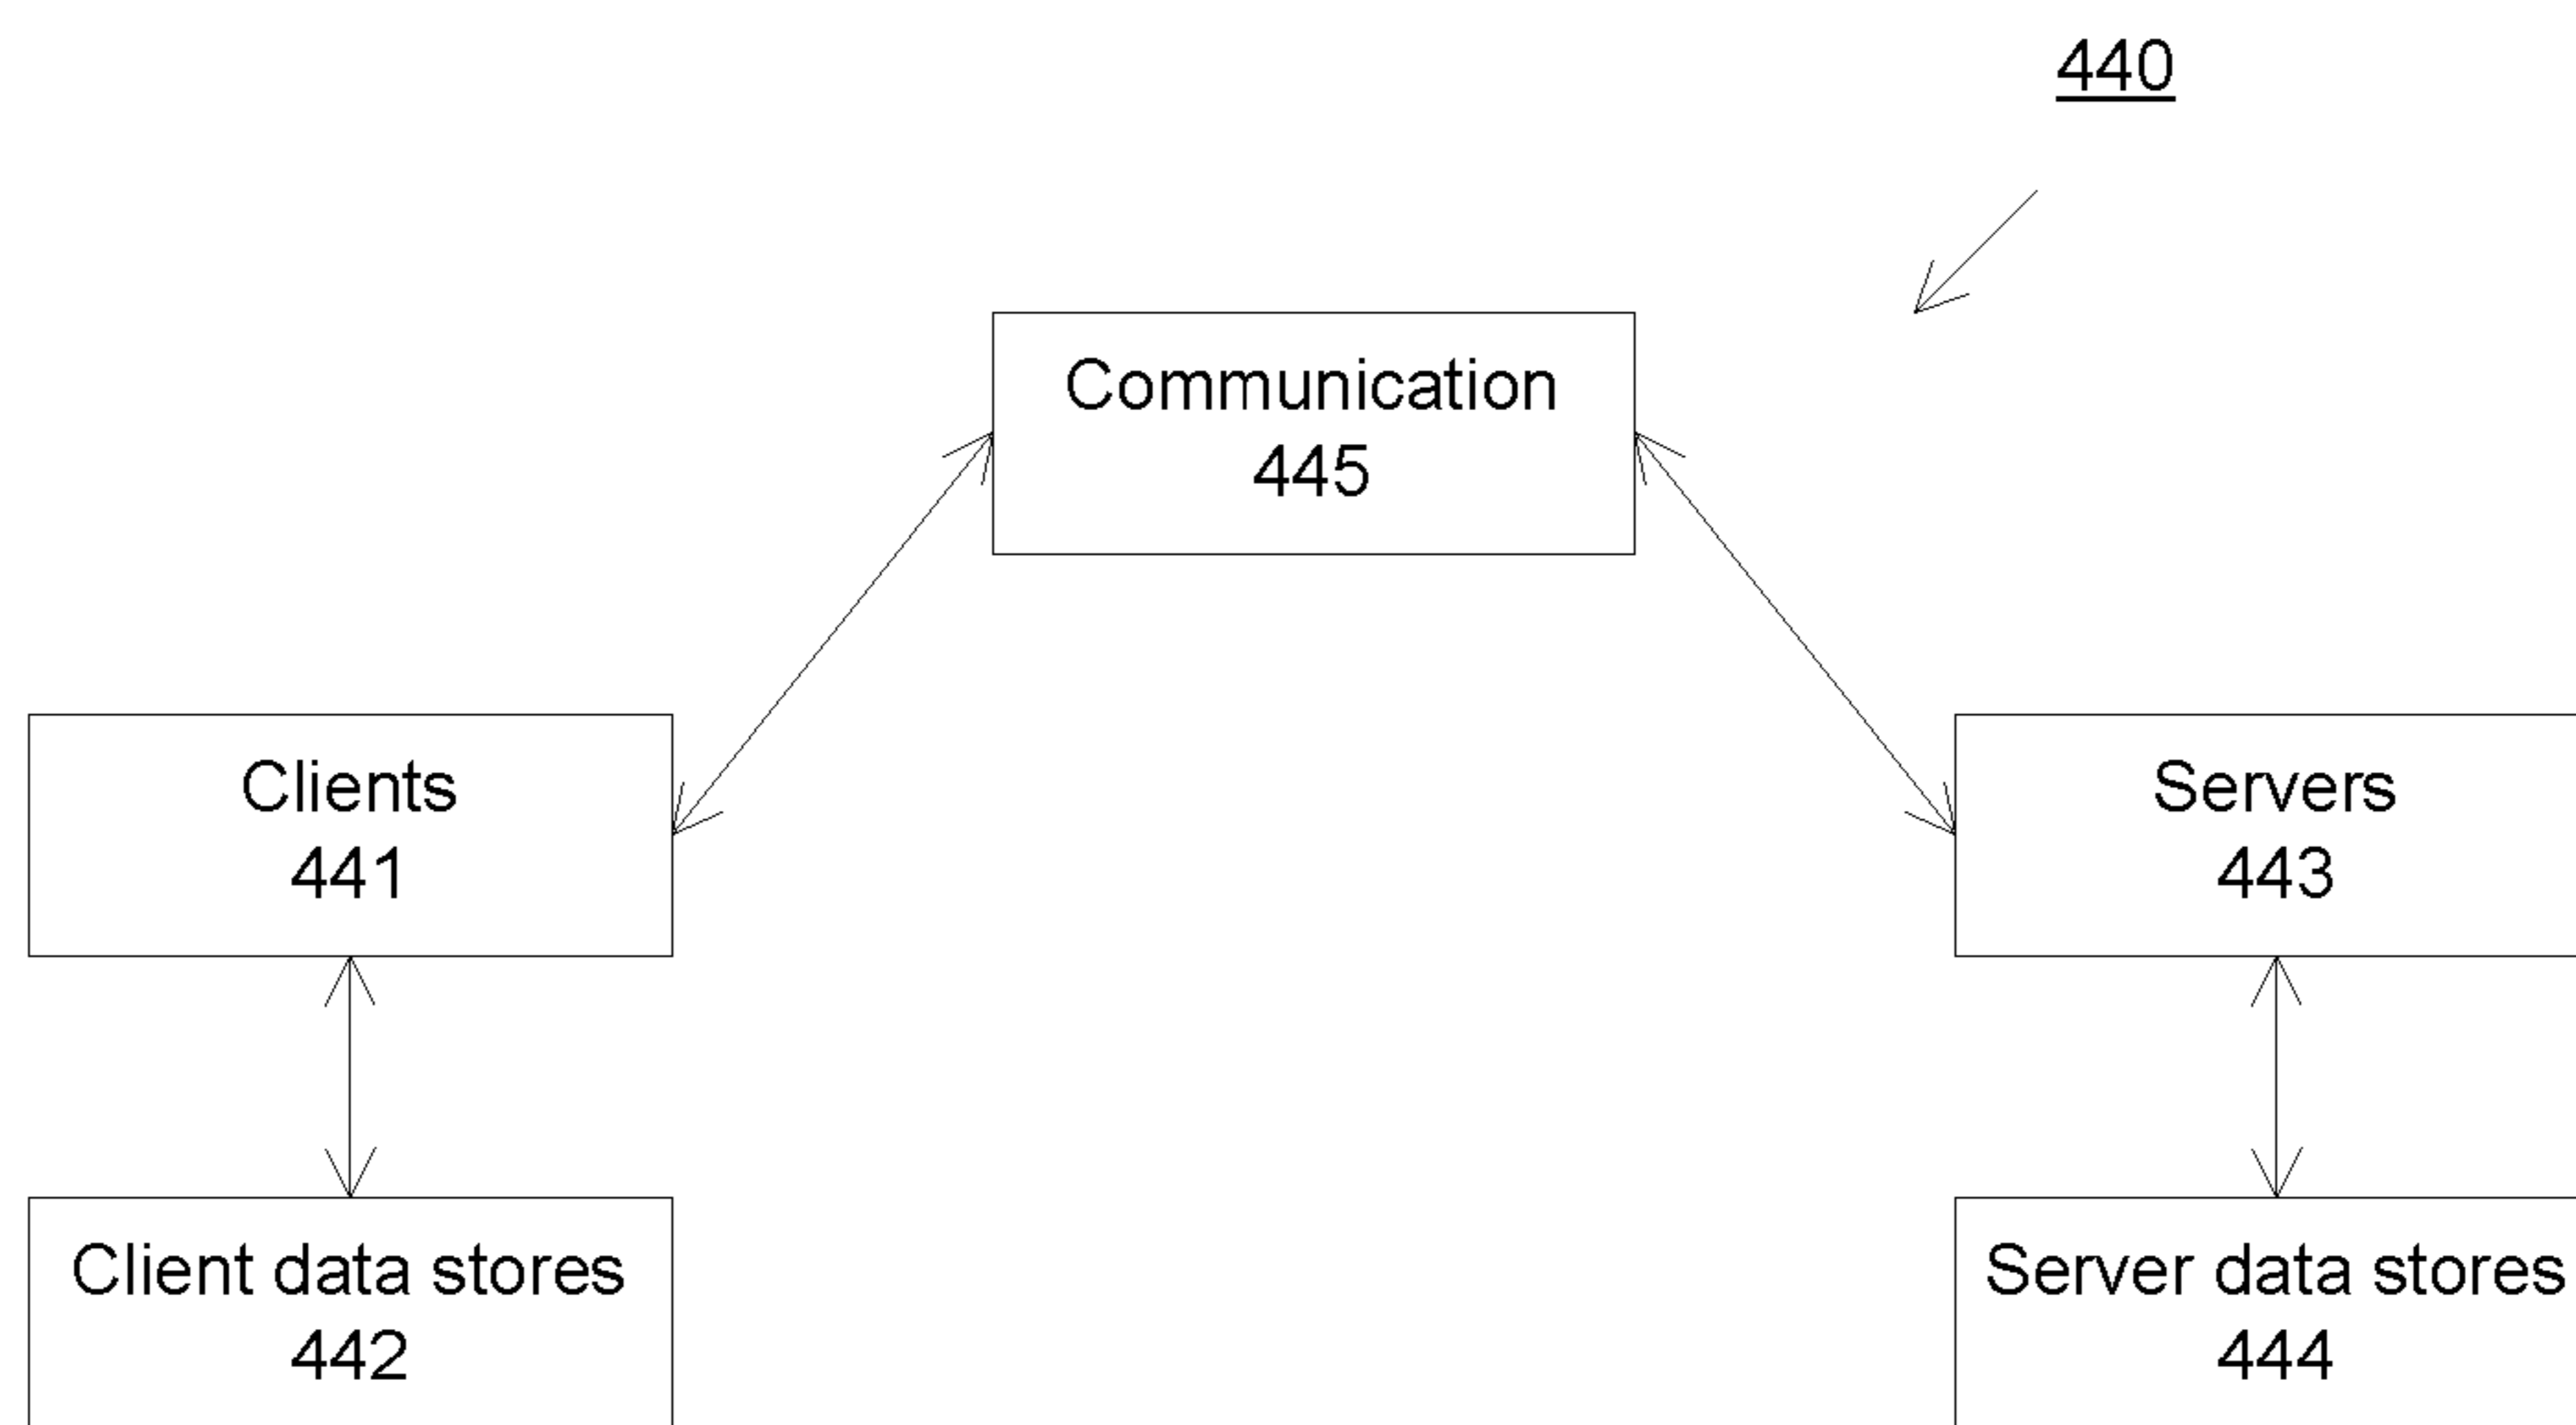 440
Communication
445
Clients
441
Servers
443
Client data stores
442
Server data stores
444